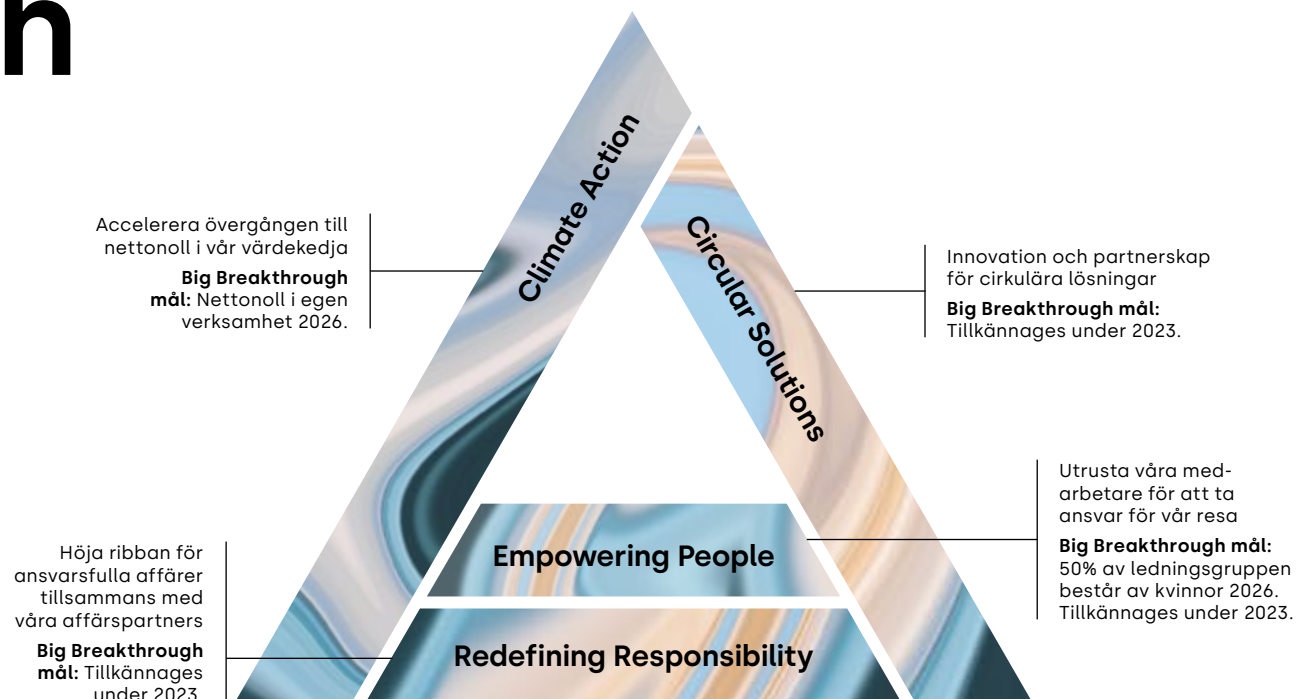 h
Climate Action
Accelerera övergången till
nettonoll i vår värdekedja
Big Breakthrough
mål: Nettonoll i egen
verksamhet 2026.
Circular Solutions
Innovation och partnerskap
för cirkulära lösningar
Big Breakthrough mål:
Tillkännages under 2023.
Empowering People
Utrusta våra med-
arbetare för att ta
ansvar för vår resa
Big Breakthrough mål:
50% av ledningsgruppen
består av kvinnor 2026.
Tillkännages under 2023.
Höja ribban för
ansvarsfulla affärer
tillsammans med
våra affärspartners
Big Breakthrough
mål: Tillkännages
under 2023.
Redefining Responsibility